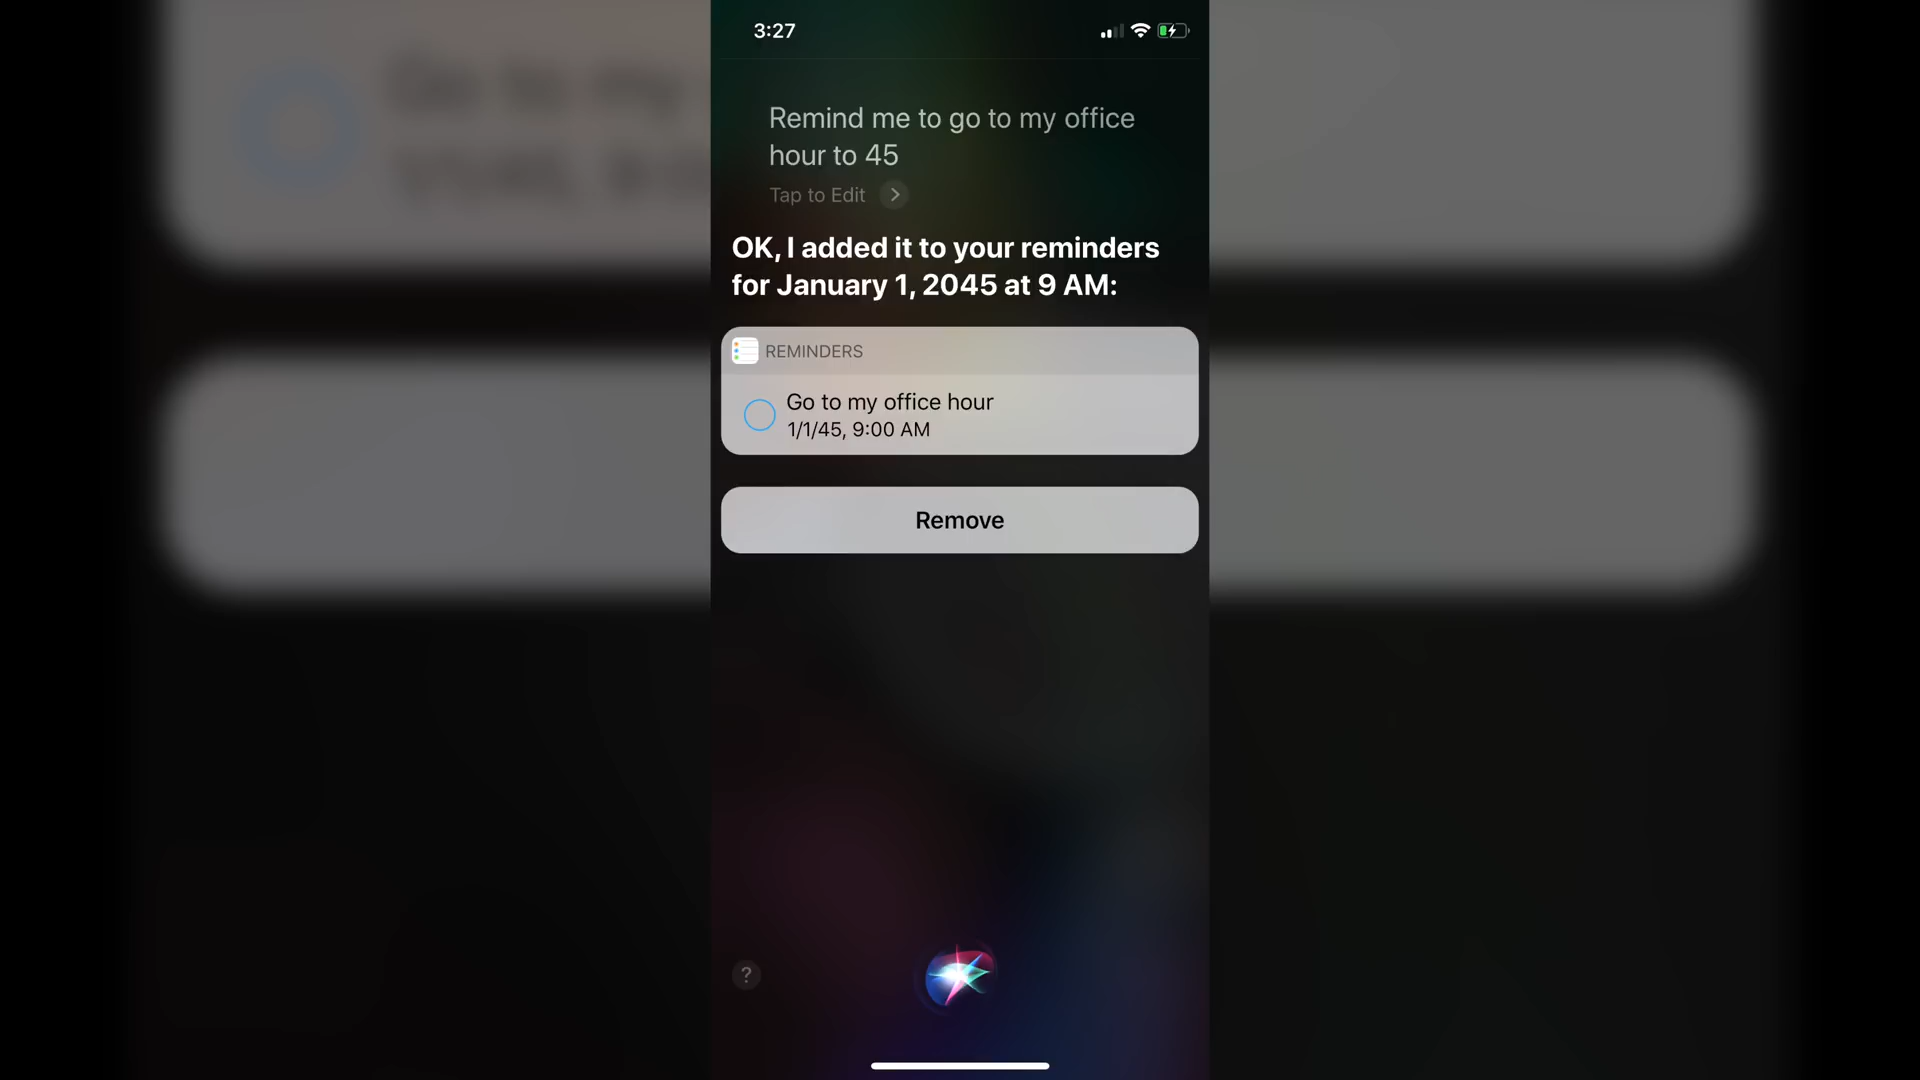 3:27
Remind me to go to my office
hour to 45
Tap to Edit
OK, I added it to your reminders
for January 1, 2045 at 9 AM:
REMINDERS
Go to my office hour
1/1/45, 9:00 AM
Remove
?